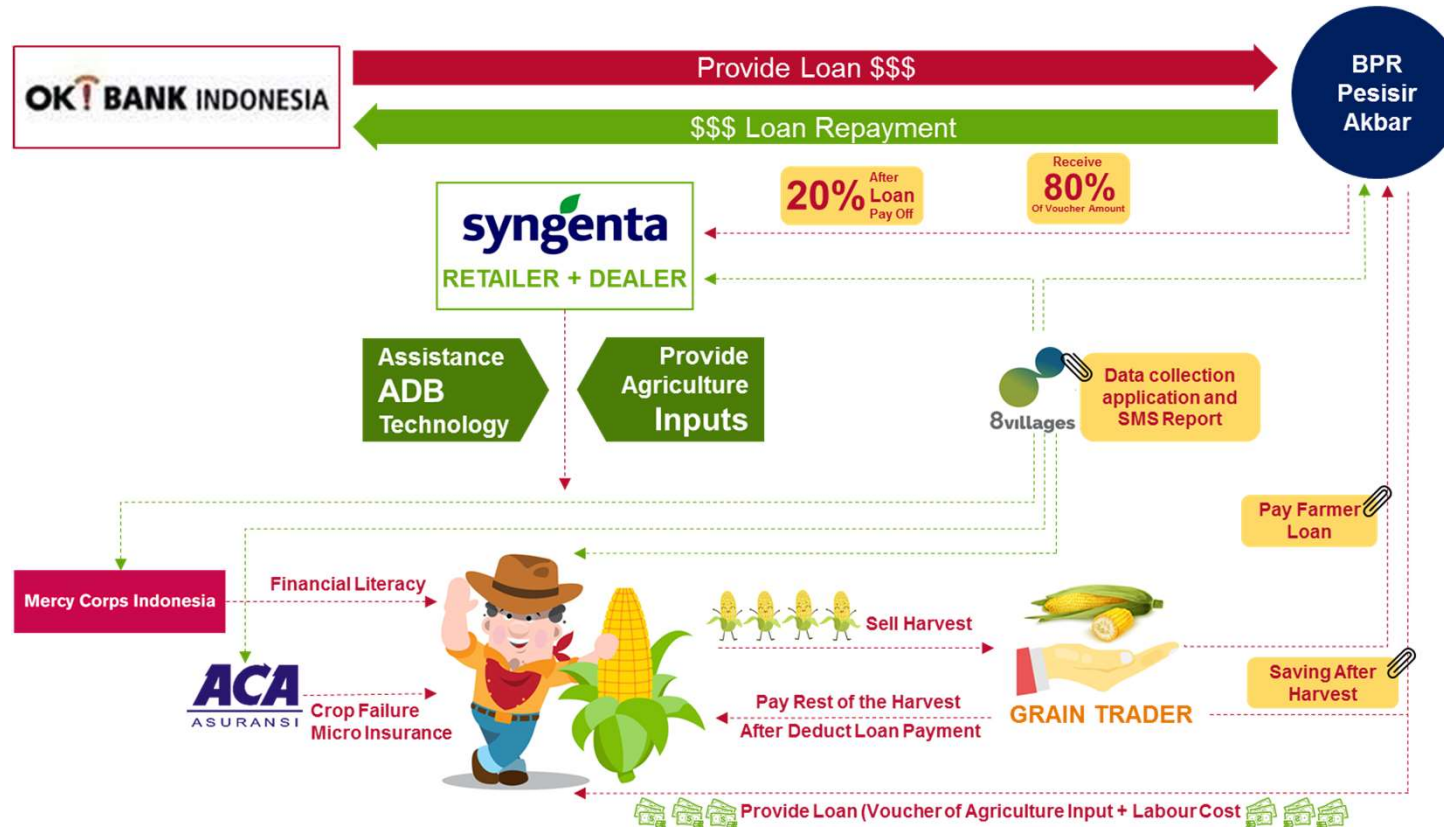 OK! BANK INDONESIA
Provide Loan $$$
$$$ Loan Repayment
BPR
Pesisir
Akbar
20% After
Loan
Pay Off
Receive
80%
Of Voucher Amount
syngenta
RETAILER + DEALER
Assistance
ADB
Technology
Provide
Agriculture
Inputs
8villages
Data collection
application and
SMS Report
Pay Farmer
Loan
Mercy Corps Indonesia
Financial Literacy
ACA
ASURANSI
Crop Failure
Micro Insurance
Sell Harvest
Pay Rest of the Harvest
After Deduct Loan Payment
GRAIN TRADER
Saving After
Harvest
Provide Loan (Voucher of Agriculture Input + Labour Cost